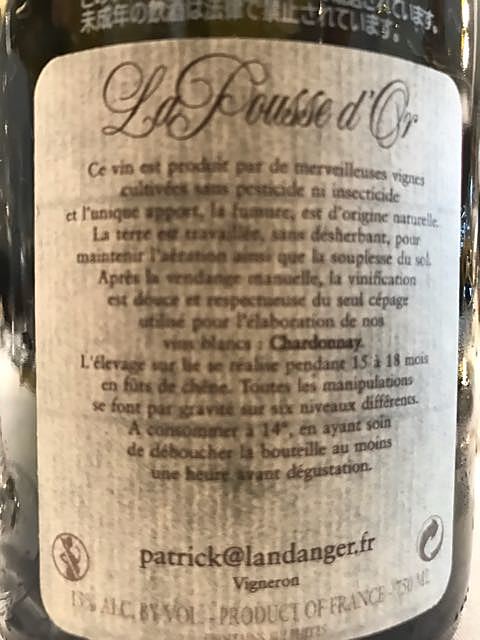 未成年の飲酒は法律で禁止されています。
La Pousse d'Or
Ce vin est produit par de merveilleuses vignes
cultivées sans pesticide ni insecticide
et l'unique apport, la fumure, est d'origine naturelle.
La terre est travaillée, sans désherbant, pour
maintenir l'aération ainsi que la souplesse du sol.
Après la vendange manuelle, la vinification
est douce et respectueuse du seul cépage
utilisé pour l'élaboration de nos
vins blancs : Chardonnay.
L'élevage sur lie se réalise pendant 15 à 18 mois
en fûts de chêne. Toutes les manipulations
se font par gravité sur six niveaux différents.
A consommer à 14°, en ayant soin
de déboucher la bouteille au moins
une heure avant dégustation.
patrick@landanger.fr
Vigneron
13% ALC. BY VOL. - PRODUCT OF FRANCE - 750 ML
CONTAINS SULFITES